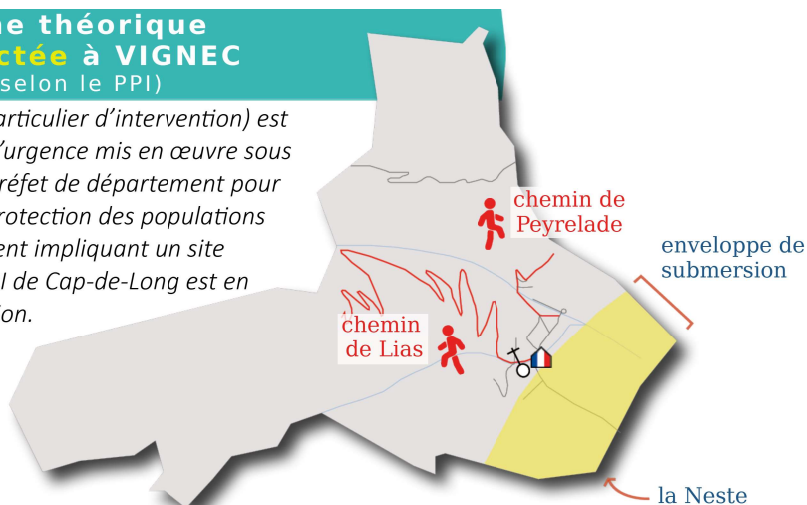 ne théorique
ctée à VIGNEC
selon le PPI)
articulier d’intervention) est
’urgence mis en œuvre sous
réfet de département pour
rotection des populations
ent impliquant un site
I de Cap-de-Long est en
ion.
chemin de
Peyrelade
enveloppe de
submersion
chemin
de Lias
la Neste